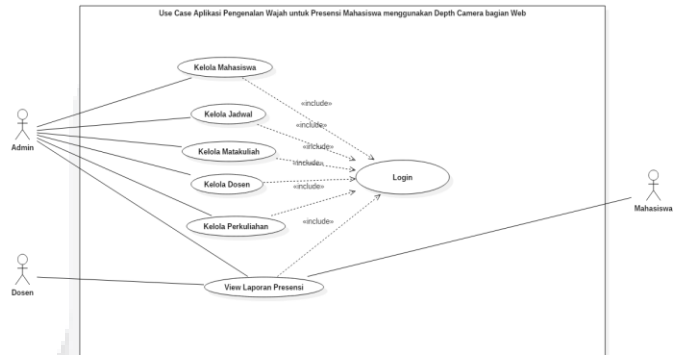 Use Case Aplikasi Pengenalan Wajah untuk Presensi Mahasiswa menggunakan Depth Camera bagian Web
Kelola Mahasiswa
«include»
Kelola Jadwal
«include»
Admin
Kelola Matakuliah
«include»
«include»
Kelola Dosen
«include»
Login
Mahasiswa
Kelola Perkuliahan
«include»
Dosen
View Laporan Presensi